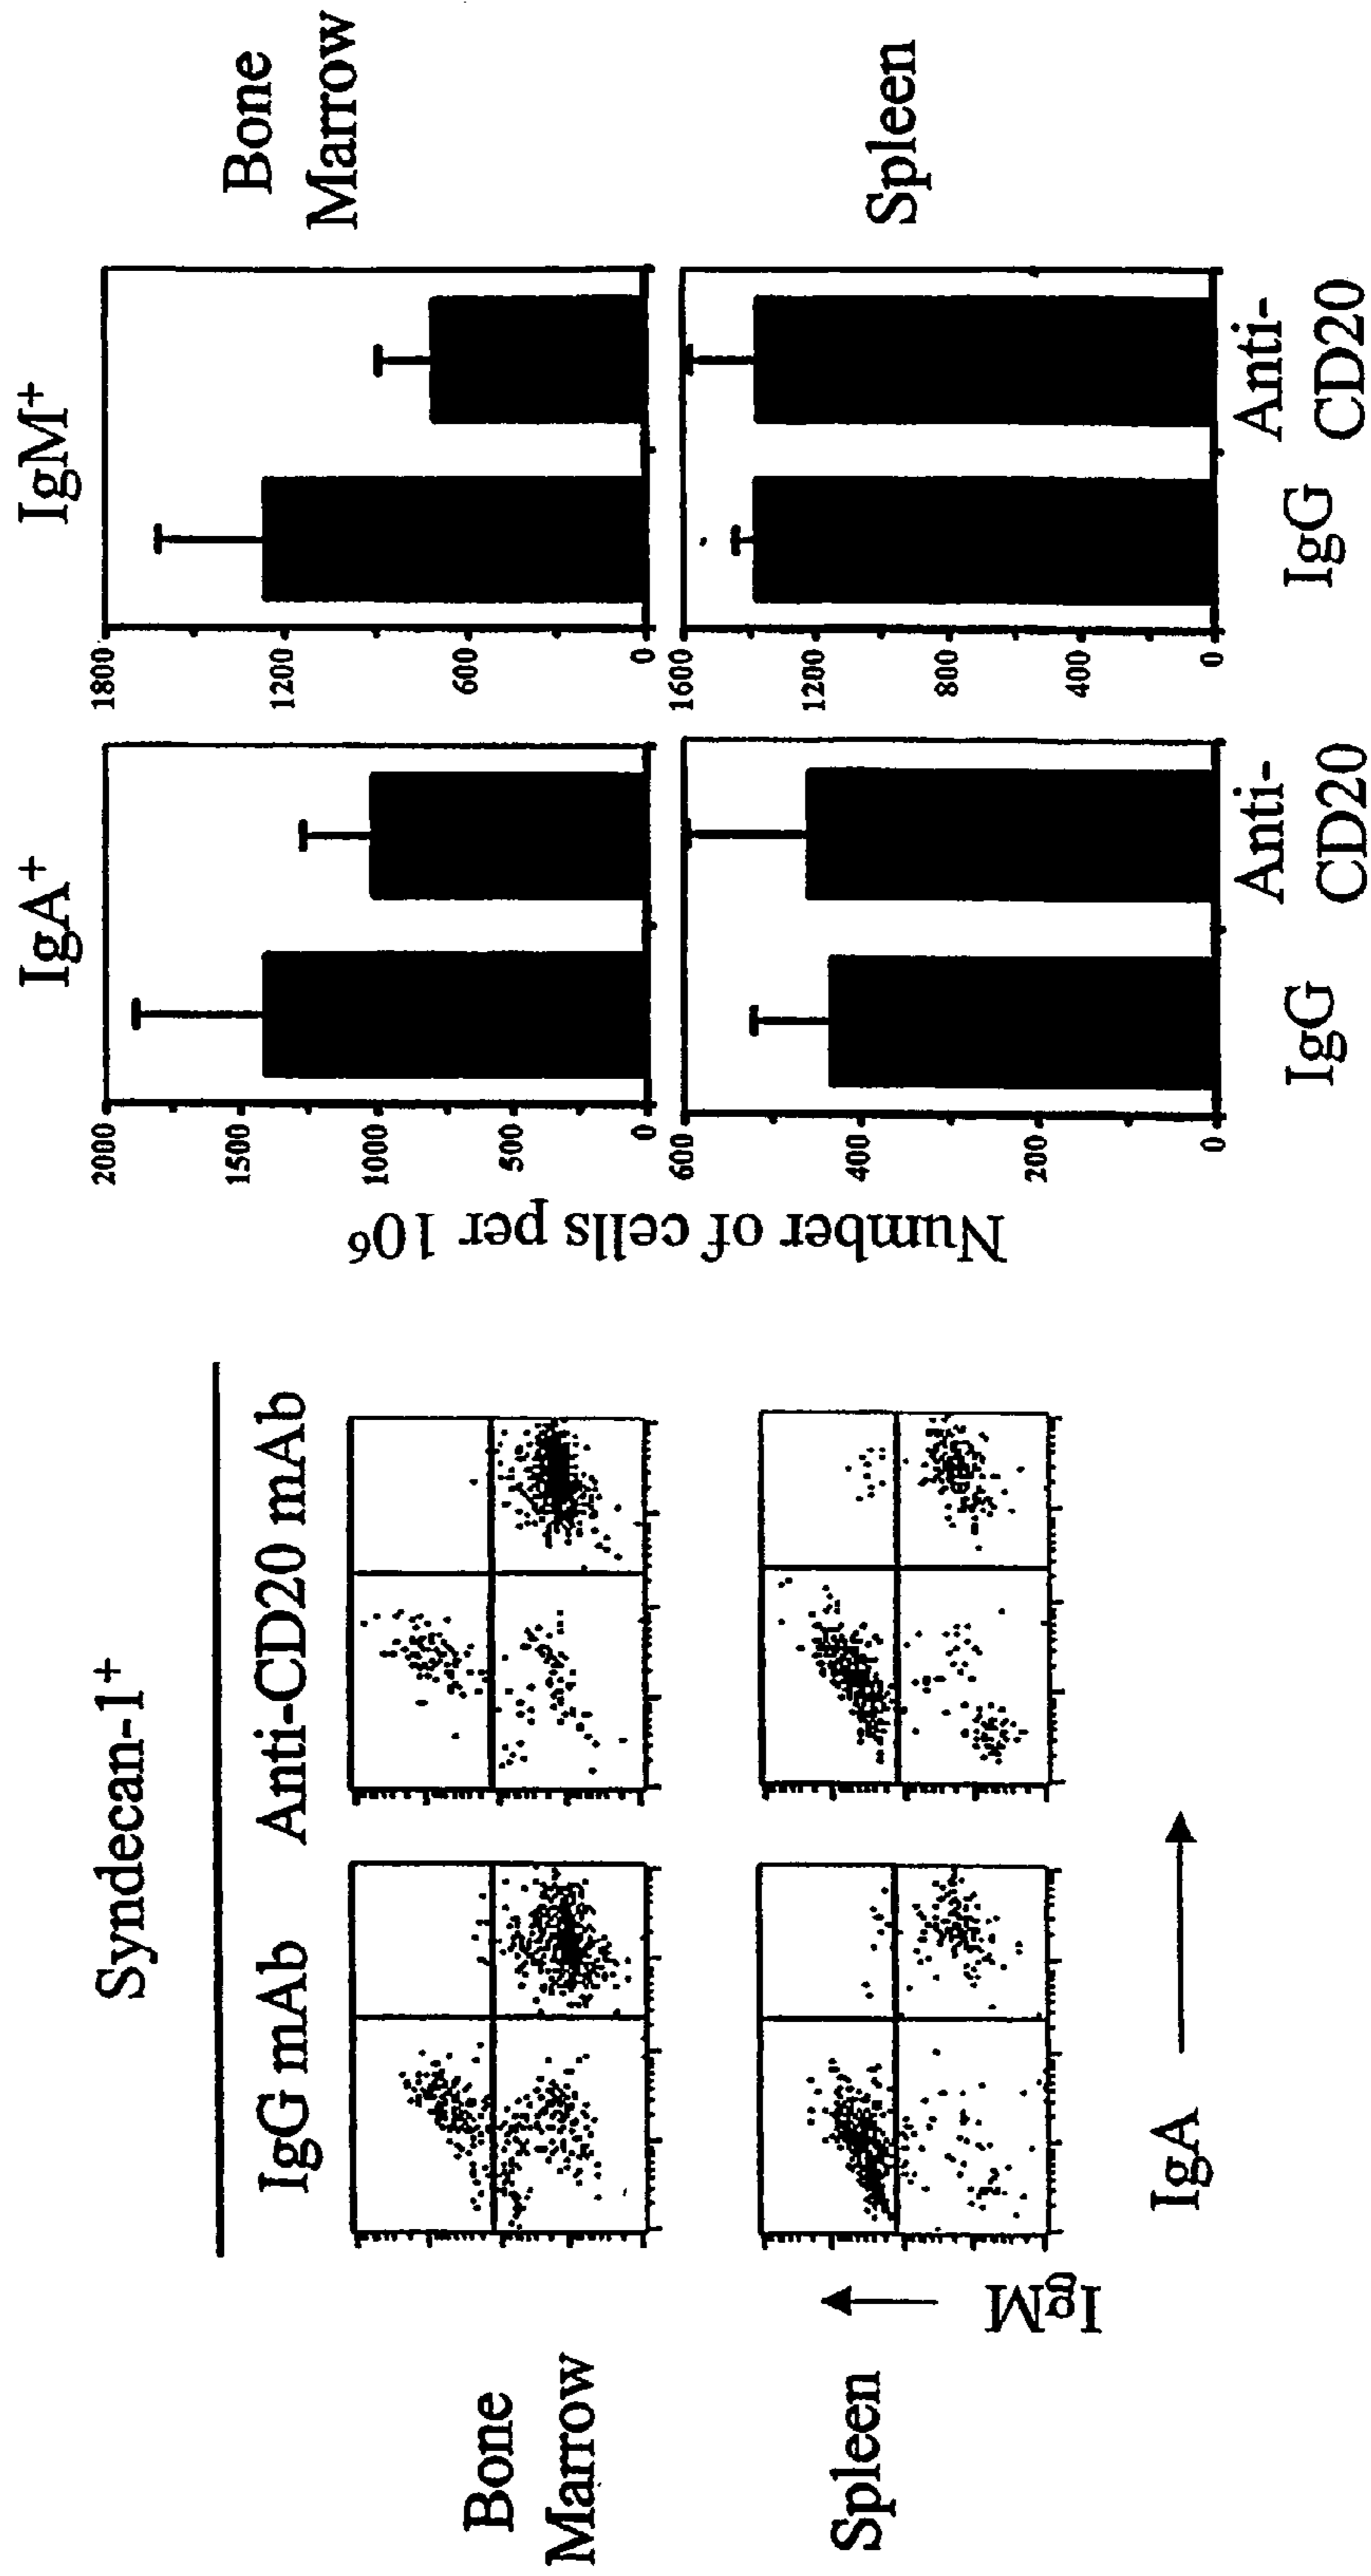 Syndecan-1⁺
IgG mAb Anti-CD20 mAb
Bone
Marrow
Spleen
IgM
IgA
IgA⁺ IgM⁺
Number of cells per 10⁶
2000
1500
1000
500
0
1800
1200
600
0
Bone
Marrow
600
400
200
0
1600
1200
800
400
0
Spleen
IgG Anti-
CD20
IgG Anti-
CD20